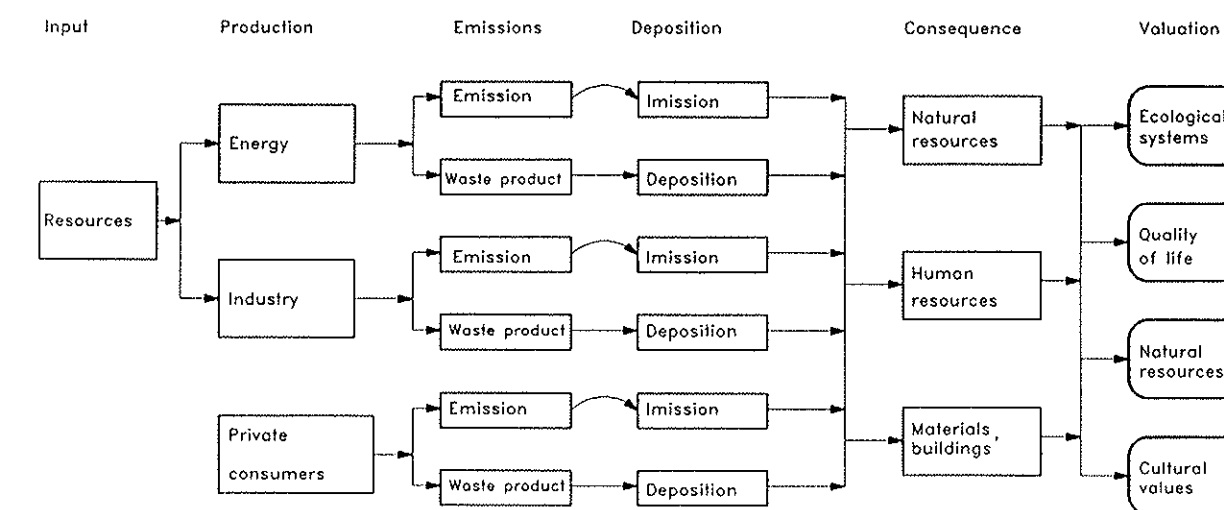 Input
Production
Emissions
Deposition
Consequence
Valuation
Resources
Energy
Industry
Private
consumers
Emission
Waste product
Emission
Waste product
Emission
Waste product
Imission
Deposition
Imission
Deposition
Imission
Deposition
Natural
resources
Human
resources
Materials,
buildings
Ecological
systems
Quality
of life
Natural
resources
Cultural
values